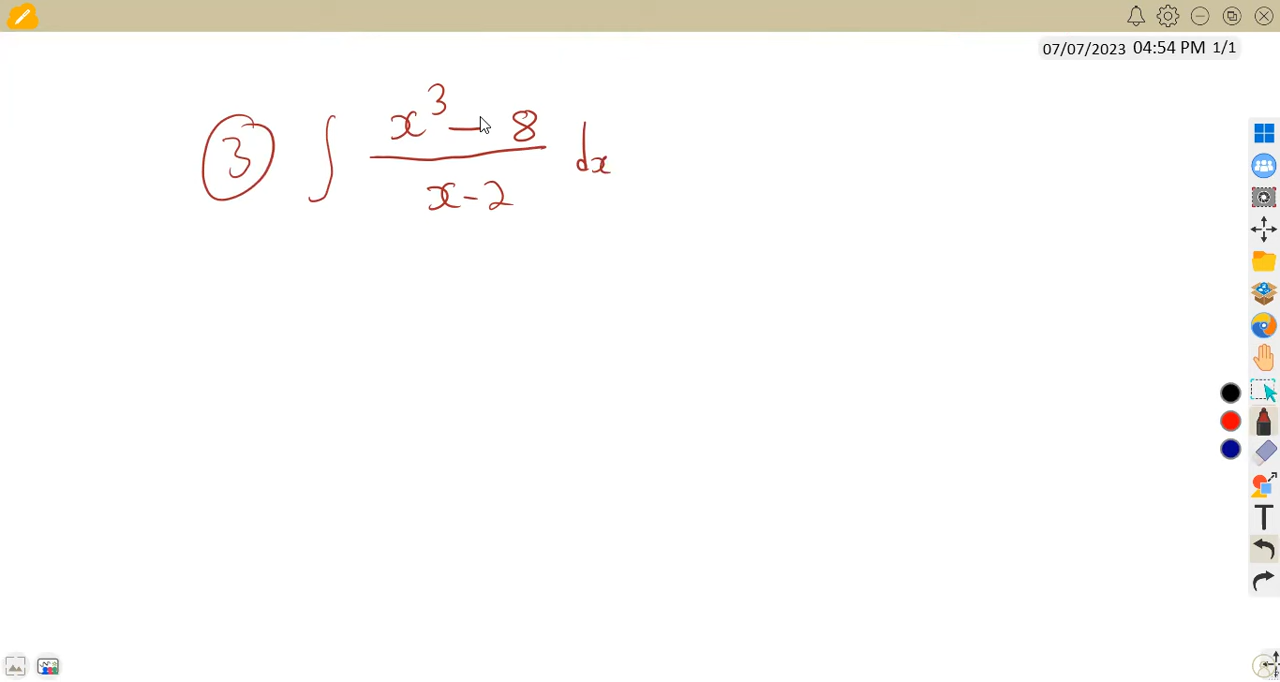 07/07/2023 04:54 PM 1/1
③ ∫ (x³ - 8)/(x - 2) dx
T